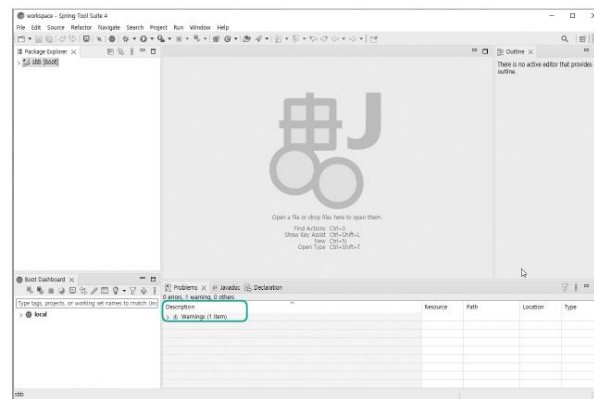 workspace - Spring Tool Suite 4
File Edit Source Refactor Navigate Search Project Run Window Help
Package Explorer
Outline
sbb [boot]
There is no active editor that provides
outline.
Open a file or drop files here to open them
Find Actions Ctrl+3
Show Key Assist Ctrl+Shift+L
New Ctrl+N
Open Type Ctrl+Shift+T
Boot Dashboard
Problems Javadoc Declaration
0 errors, 1 warning, 0 others
Type tags, projects, or working set names to match (in
Description Resource Path Location Type
local
Warnings (1 item)
sbb